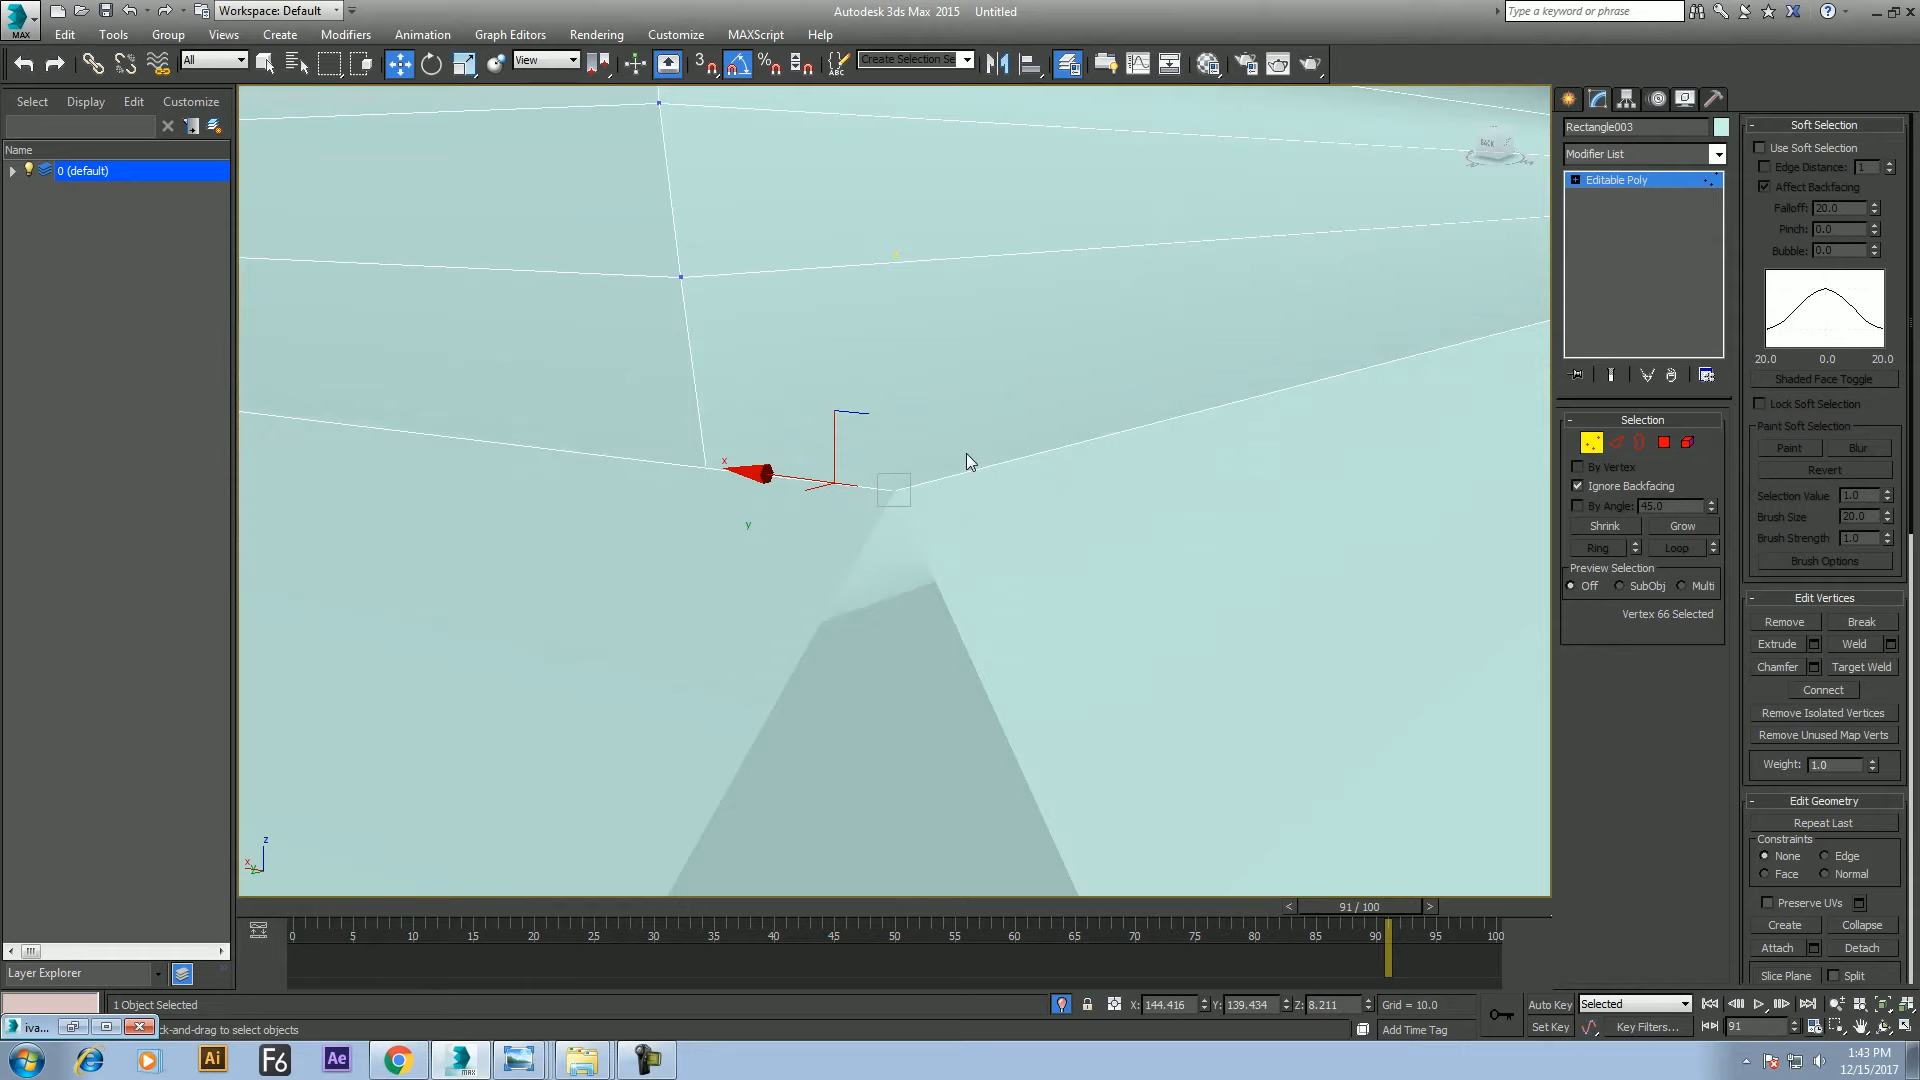 Workspace: Default
Autodesk 3ds Max 2015 Untitled
Type a keyword or phrase
MAX
Edit Tools Group Views Create Modifiers Animation Graph Editors Rendering Customize MAXScript Help
All
View
3
ABC
Create Selection Se
Select Display Edit Customize
Name
0 (default)
BACK
x
y
z
x
Rectangle003
Modifier List
Editable Poly
Selection
By Vertex
Ignore Backfacing
By Angle: 45.0
Shrink Grow
Ring Loop
Preview Selection
Off SubObj Multi
Vertex 66 Selected
Soft Selection
Use Soft Selection
Edge Distance: 1
Affect Backfacing
Falloff: 20.0
Pinch: 0.0
Bubble: 0.0
20.0 0.0 20.0
Shaded Face Toggle
Lock Soft Selection
Paint Soft Selection
Paint Blur
Revert
Selection Value 1.0
Brush Size 20.0
Brush Strength 1.0
Brush Options
Edit Vertices
Remove Break
Extrude Weld
Chamfer Target Weld
Connect
Remove Isolated Vertices
Remove Unused Map Verts
Weight: 1.0
Edit Geometry
Repeat Last
Constraints
None Edge
Face Normal
Preserve UVs
Create Collapse
Attach Detach
Slice Plane Split
< 91 / 100 >
0 5 10 15 20 25 30 35 40 45 50 55 60 65 70 75 80 85 90 95 100
Layer Explorer
1 Object Selected
X: 144.416 Y: 139.434 Z: 8.211 Grid = 10.0
Auto Key Selected
iva...
ck-and-drag to select objects
Add Time Tag
Set Key Key Filters... 91
Ai F6 Ae MAX
1:43 PM
12/15/2017